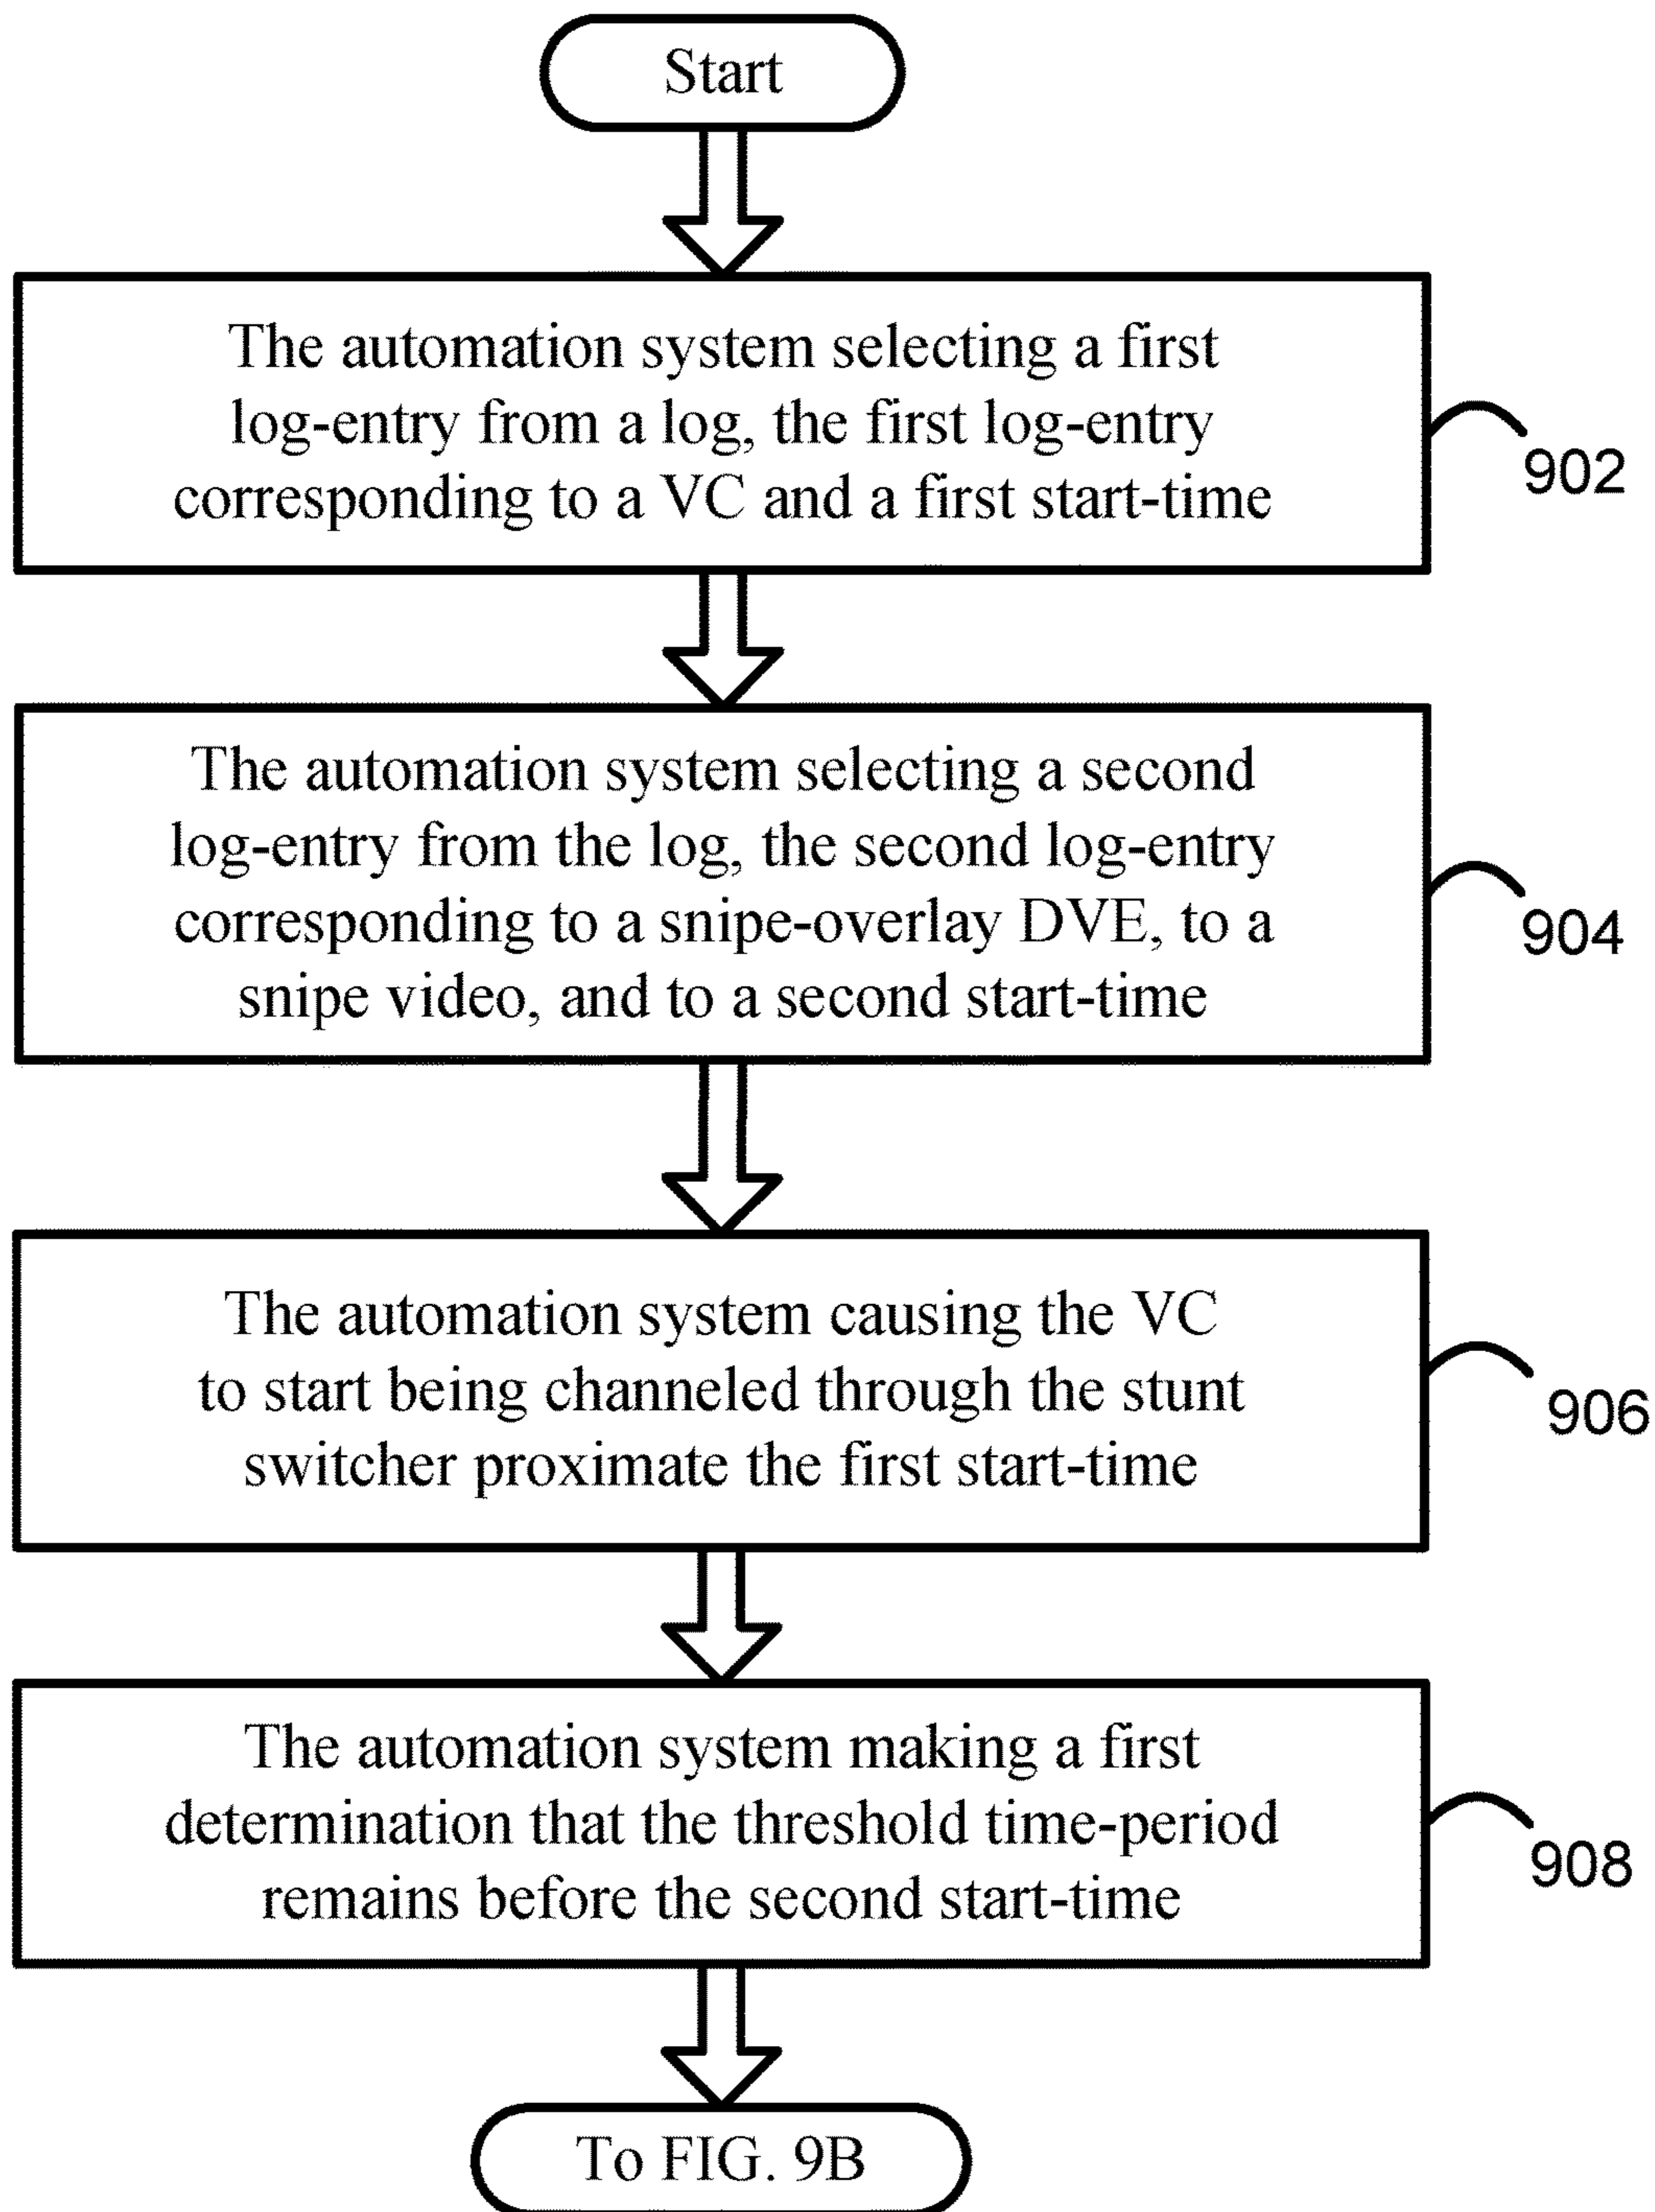 Start
The automation system selecting a first
log-entry from a log, the first log-entry
corresponding to a VC and a first start-time
902
The automation system selecting a second
log-entry from the log, the second log-entry
corresponding to a snipe-overlay DVE, to a
snipe video, and to a second start-time
904
The automation system causing the VC
to start being channeled through the stunt
switcher proximate the first start-time
906
The automation system making a first
determination that the threshold time-period
remains before the second start-time
908
To FIG. 9B